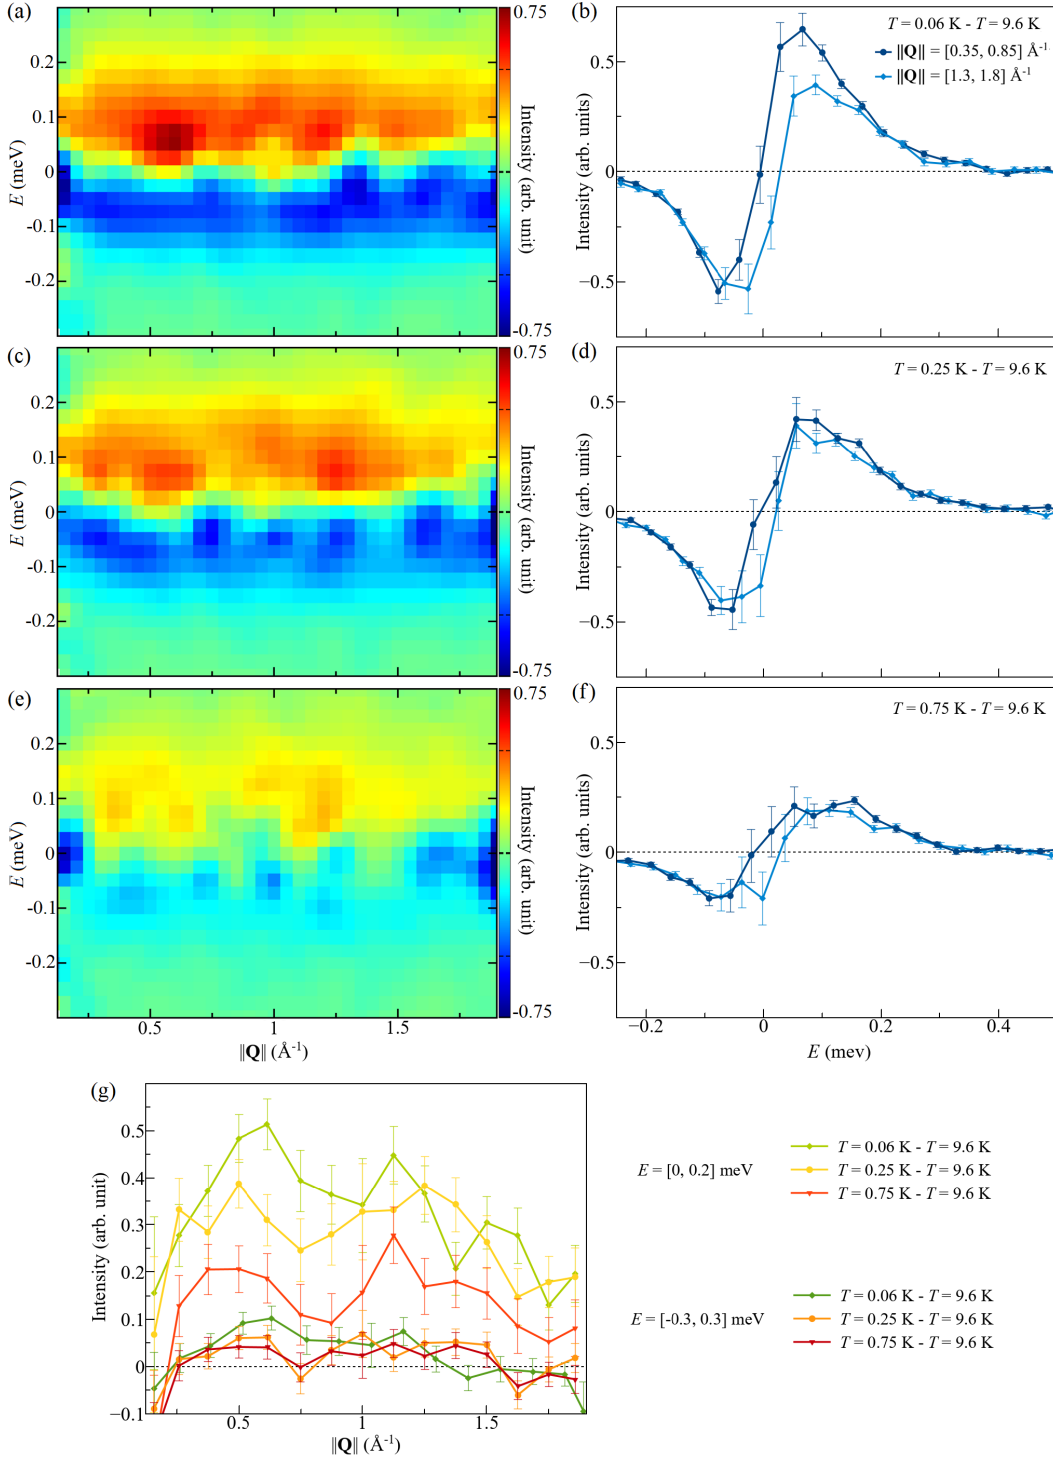 (a)
0.2
0.1
0
-0.1
-0.2
E (meV)
0.75
-0.75
Intensity (arb. unit)
(b)
T = 0.06 K - T = 9.6 K
||Q|| = [0.35, 0.85] Å-1
||Q|| = [1.3, 1.8] Å-1
0.5
0
−0.5
Intensity (arb. units)
(c)
0.2
0.1
0
-0.1
-0.2
E (meV)
0.75
-0.75
Intensity (arb. unit)
(d)
T = 0.25 K - T = 9.6 K
0.5
0
−0.5
Intensity (arb. units)
(e)
0.2
0.1
0
-0.1
-0.2
E (meV)
0.75
-0.75
Intensity (arb. unit)
0.5 1 1.5
||Q|| (Å-1)
(f)
T = 0.75 K - T = 9.6 K
0.5
0
−0.5
Intensity (arb. units)
−0.2 0 0.2 0.4
E (mev)
(g)
0.5
0.4
0.3
0.2
0.1
0
−0.1
Intensity (arb. unit)
0.5 1 1.5
||Q|| (Å-1)
E = [0, 0.2] meV
T = 0.06 K - T = 9.6 K
T = 0.25 K - T = 9.6 K
T = 0.75 K - T = 9.6 K
E = [-0.3, 0.3] meV
T = 0.06 K - T = 9.6 K
T = 0.25 K - T = 9.6 K
T = 0.75 K - T = 9.6 K